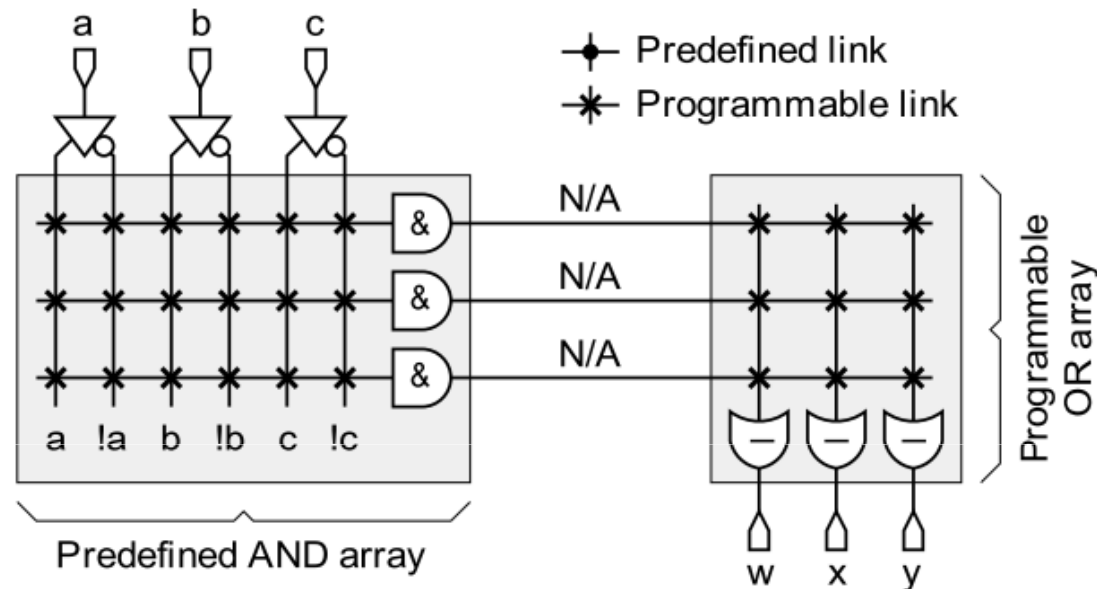 a b c
Predefined link
Programmable link
N/A
&
N/A
&
N/A
&
a !a b !b c !c
Predefined AND array
Programmable
OR array
w x y